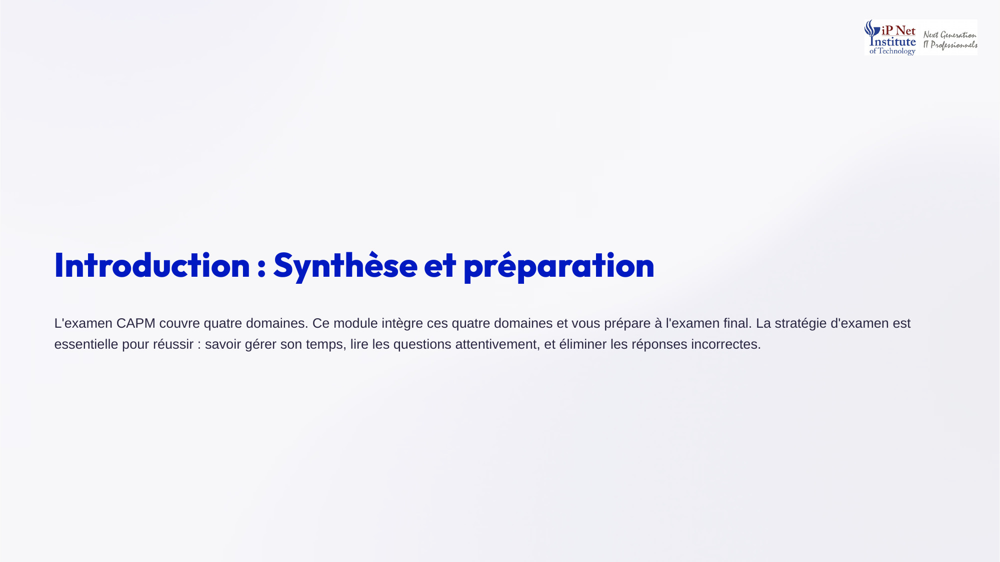 iP Net
Institute
of Technology
Next Generation
IT Professionnels
Introduction : Synthèse et préparation
L'examen CAPM couvre quatre domaines. Ce module intègre ces quatre domaines et vous prépare à l'examen final. La stratégie d'examen est
essentielle pour réussir : savoir gérer son temps, lire les questions attentivement, et éliminer les réponses incorrectes.